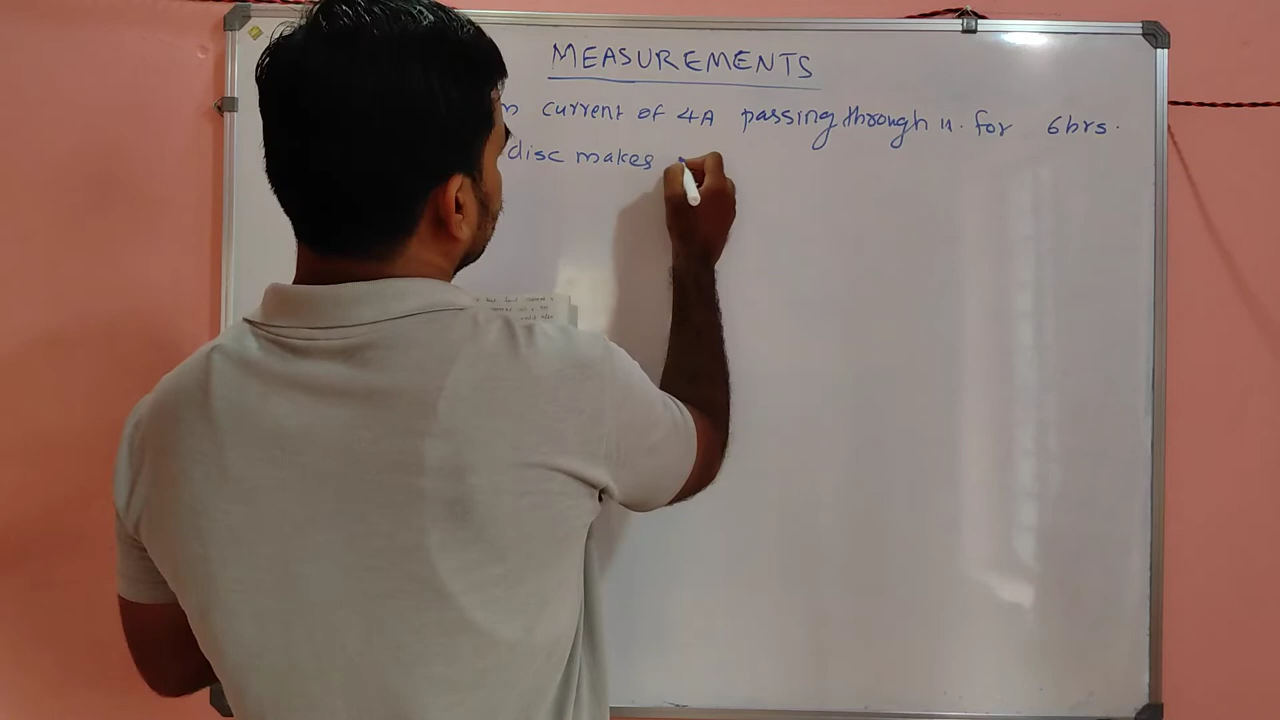 MEASUREMENTS
current of 4A passing through it for 6hrs.
disc makes